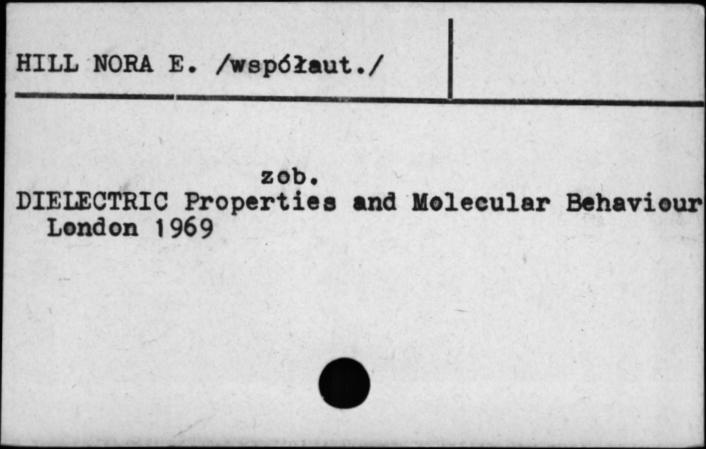 HILL NORA E. /współaut./
zob.
DIELECTRIC Properties and Molecular Behaviour
London 1969